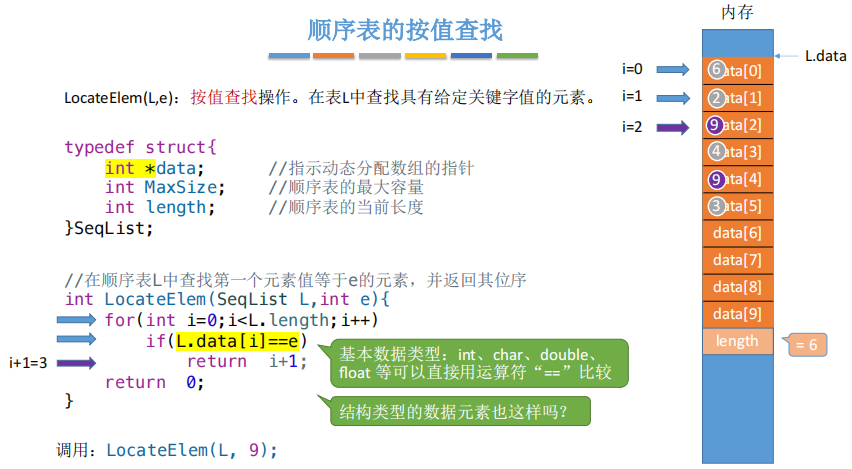 顺序表的按值查找
LocateElem(L,e)：按值查找操作。在表L中查找具有给定关键字值的元素。
typedef struct{
int *data; //指示动态分配数组的指针
int MaxSize; //顺序表的最大容量
int length; //顺序表的当前长度
}SeqList;
//在顺序表L中查找第一个元素值等于e的元素，并返回其位序
int LocateElem(SeqList L,int e){
for(int i=0;i<L.length;i++)
if(L.data[i]==e)
i+1=3
return i+1;
return 0;
}
基本数据类型：int、char、double、
float 等可以直接用运算符“==”比较
结构类型的数据元素也这样吗？
调用：LocateElem(L, 9);
内存
L.data
i=0
6 data[0]
i=1
2 data[1]
i=2
9 data[2]
4 data[3]
9 data[4]
3 data[5]
data[6]
data[7]
data[8]
data[9]
length
= 6